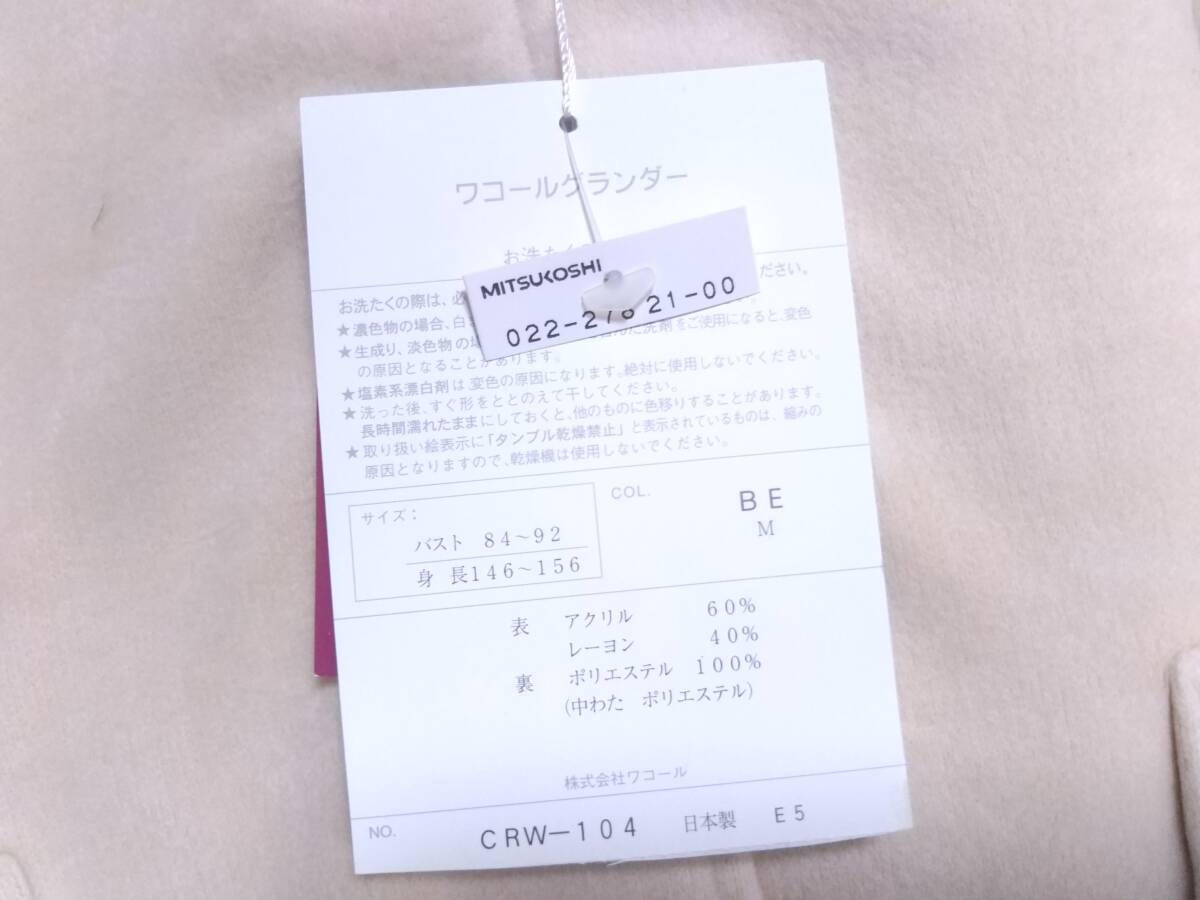 ワコールグランダー
お洗たく
MITSUKOSHI
022-27821-00
お洗たくの際は、必 ださい。
★濃色物の場合、白
★生成り、淡色物の場 洗剤をご使用になると、変色
の原因となることがあります。
★塩素系漂白剤は、変色の原因になります。絶対に使用しないでください。
★洗った後、すぐ形をととのえて干してください。
長時間濡れたままにしておくと、他のものに色移りすることがあります。
★取り扱い絵表示に「タンブル乾燥禁止」と表示されているものは、縮みの
原因となりますので、乾燥機は使用しないでください。
サイズ：
バスト 84〜92
身長146〜156
COL.
BE
M
表 アクリル 60%
レーヨン 40%
裏 ポリエステル 100%
(中わた ポリエステル)
株式会社ワコール
NO. CRW-104 日本製 E5